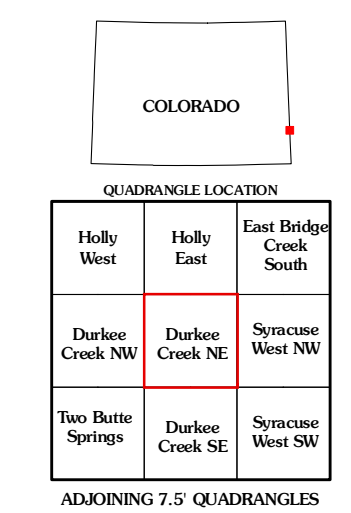 COLORADO
QUADRANGLE LOCATION
Holly
West
Holly
East
East Bridge
Creek
South
Durkee
Creek NW
Durkee
Creek NE
Syracuse
West NW
Two Butte
Springs
Durkee
Creek SE
Syracuse
West SW
ADJOINING 7.5' QUADRANGLES